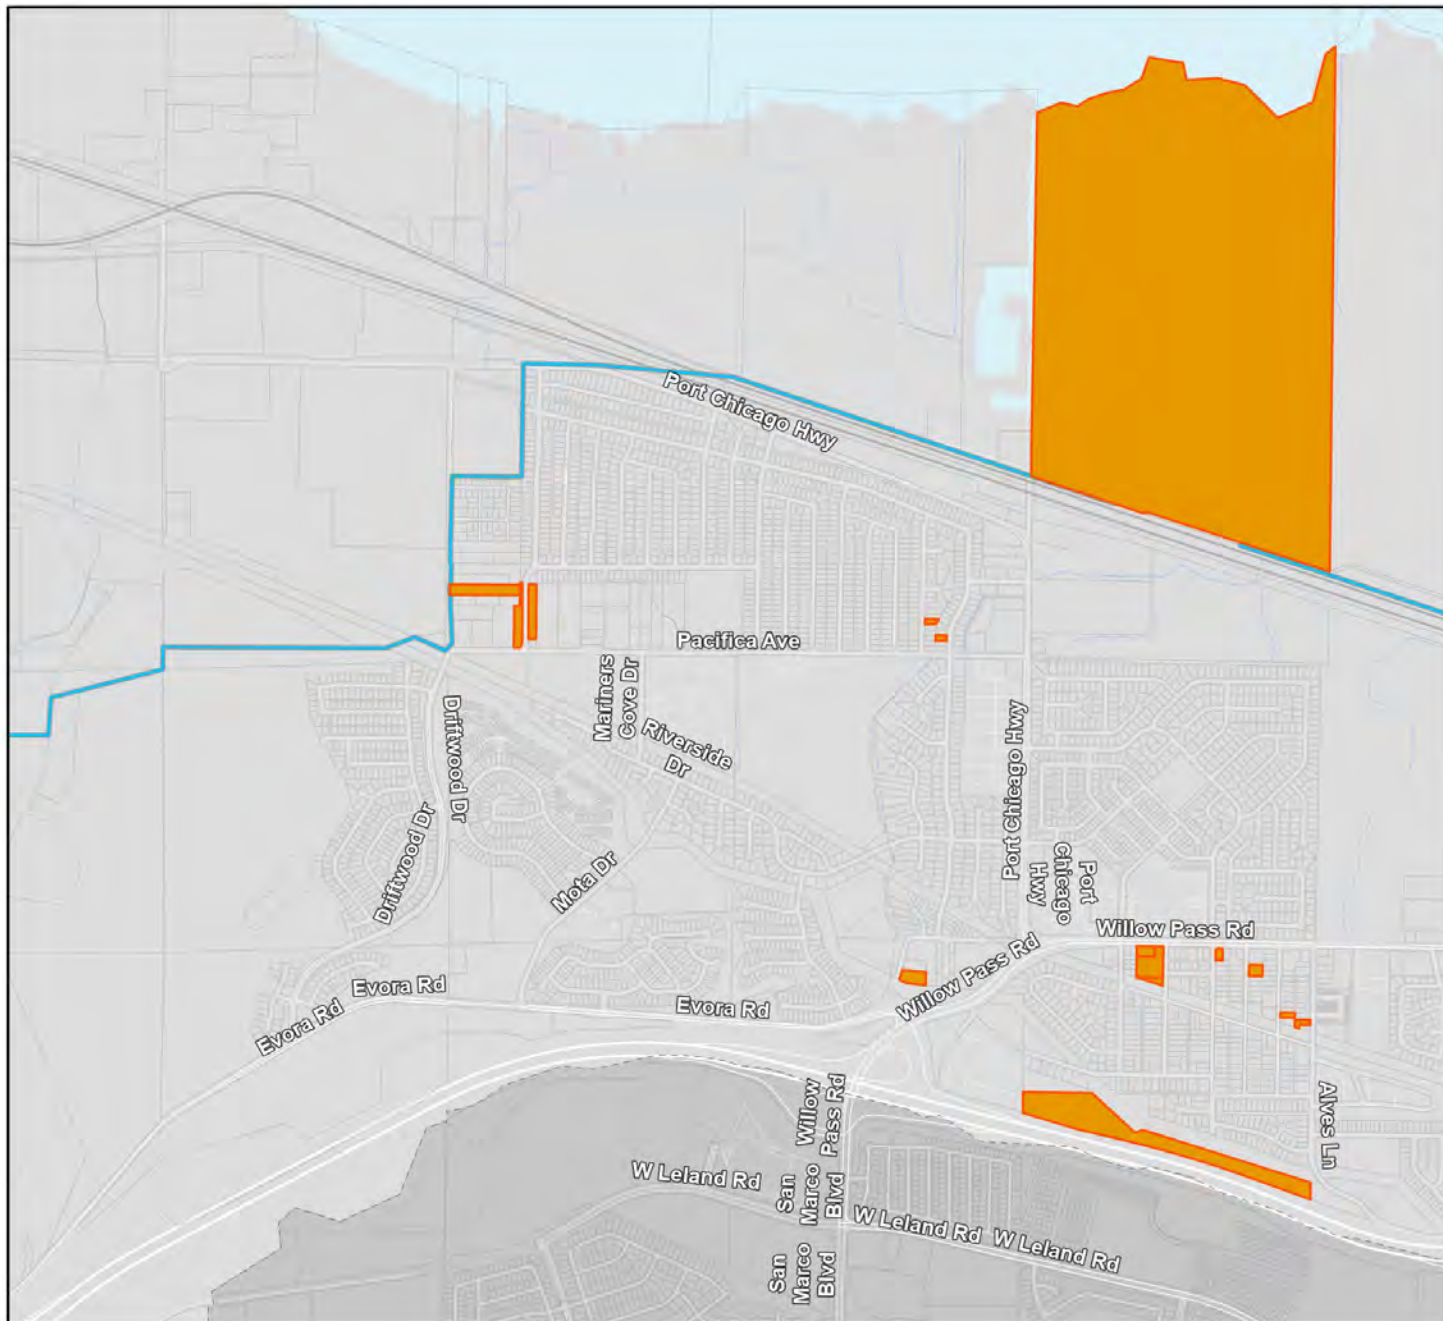 Port Chicago Hwy
Pacifica Ave
Mariners
Cove Dr
Riverside
Dr
Driftwood Dr
Port Chicago Hwy
Driftwood Dr
Mota Dr
Port
Chicago
Hwy
Willow Pass Rd
Willow Pass Rd
Evora Rd
Evora Rd
Evora Rd
Willow
Pass Rd
Alves Ln
W Leland Rd
San
Marco
Blvd
W Leland Rd
W Leland Rd
San
Marco
Blvd